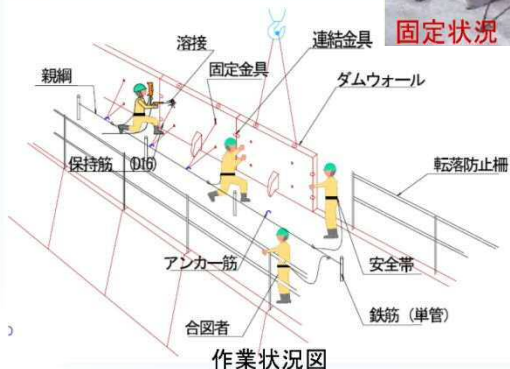 固定状況
連結金具
溶接
固定金具
ダムウォール
親綱
転落防止柵
保持筋 (D16)
アンカー筋
安全帯
鉄筋 (単管)
合図者
作業状況図